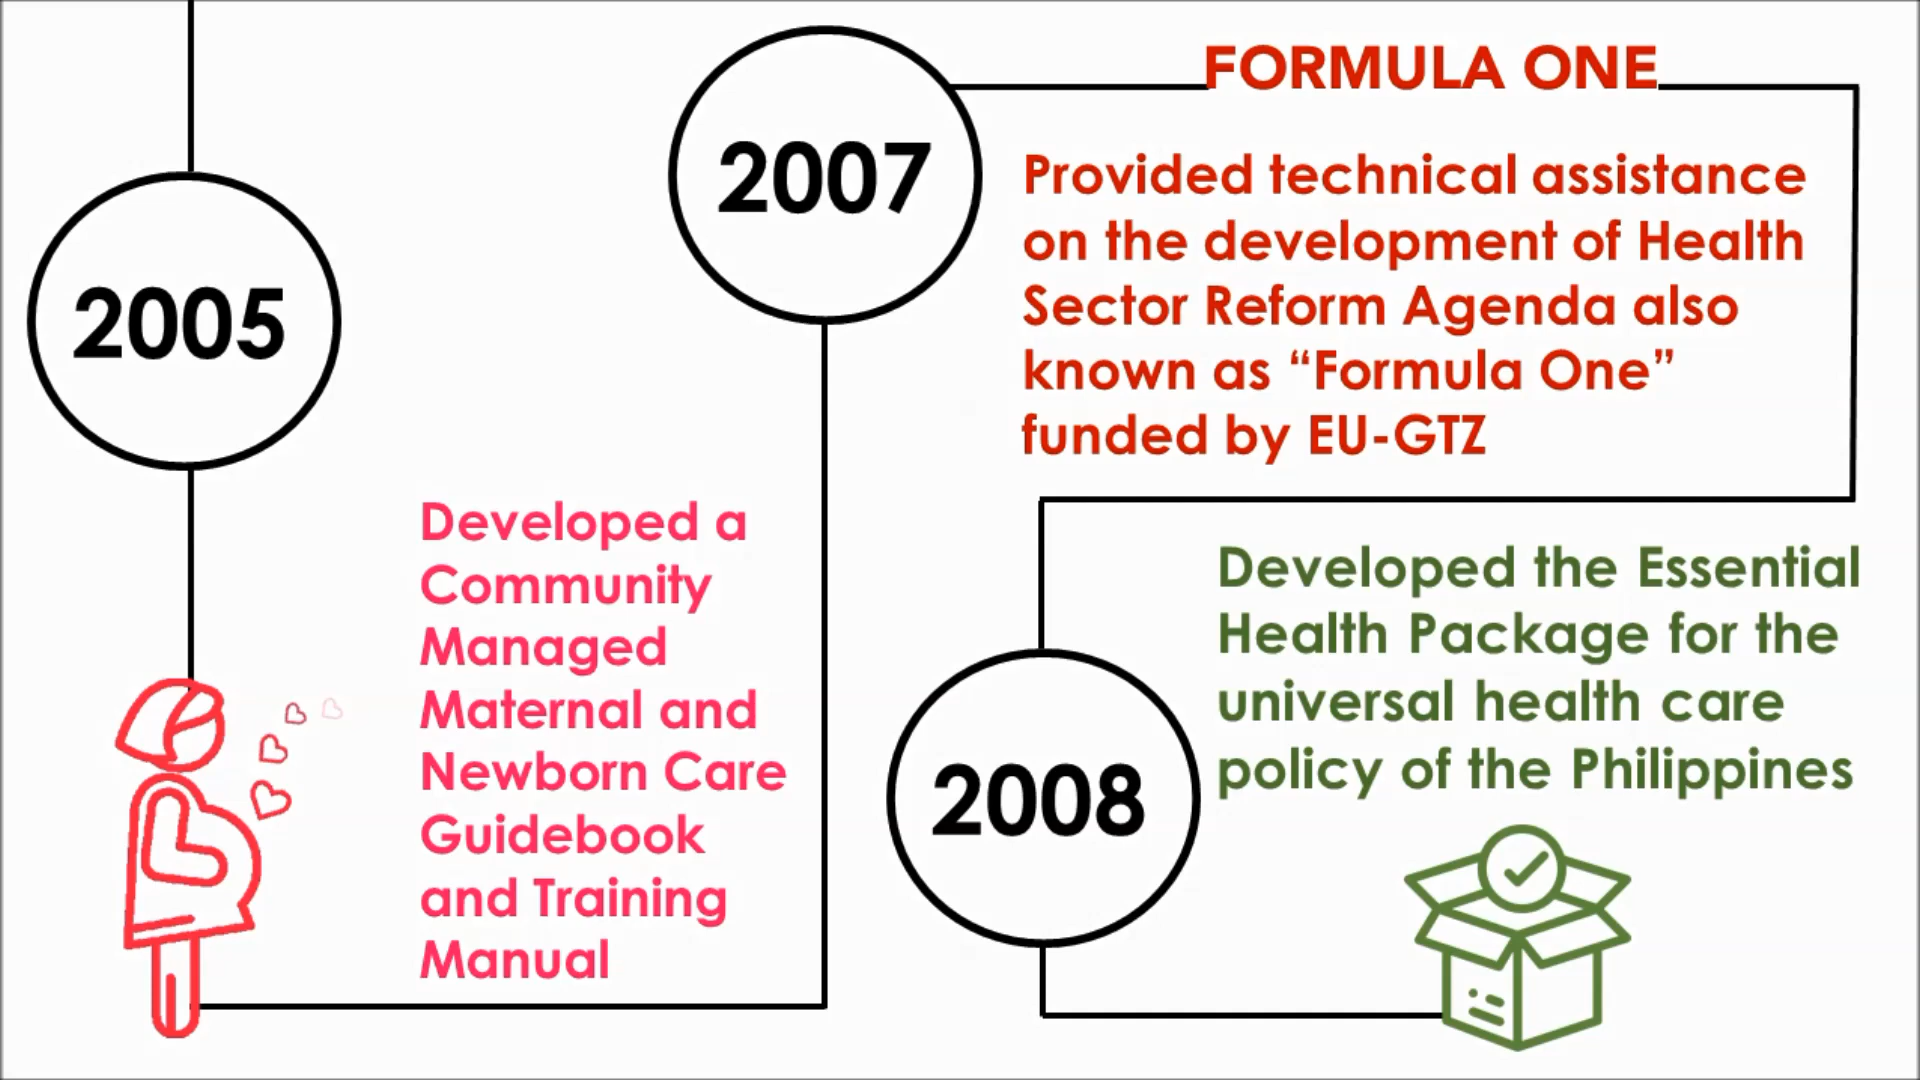 2005
Developed a
Community
Managed
Maternal and
Newborn Care
Guidebook
and Training
Manual
2007
FORMULA ONE
Provided technical assistance
on the development of Health
Sector Reform Agenda also
known as “Formula One”
funded by EU-GTZ
2008
Developed the Essential
Health Package for the
universal health care
policy of the Philippines